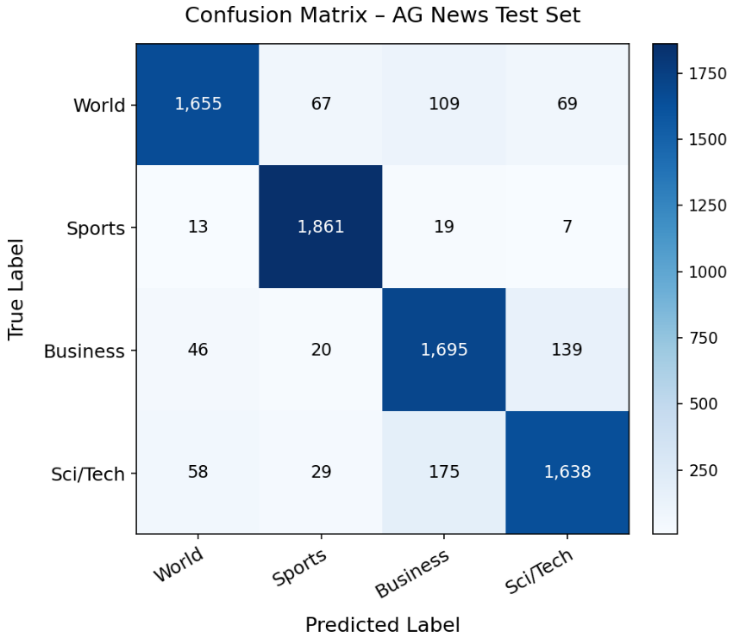 Confusion Matrix – AG News Test Set
World 1,655 67 109 69
Sports 13 1,861 19 7
Business 46 20 1,695 139
Sci/Tech 58 29 175 1,638
World Sports Business Sci/Tech
Predicted Label
True Label
1750
1500
1250
1000
750
500
250